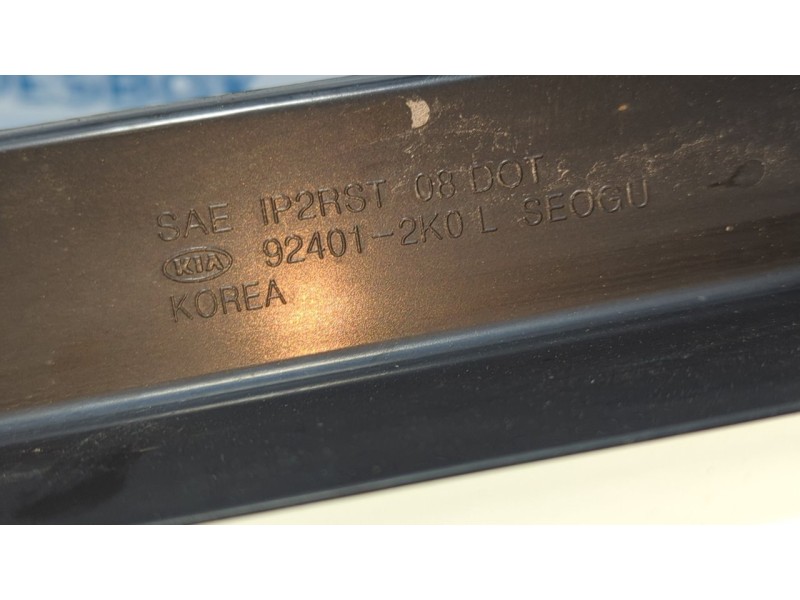 SAE IP2RST 08 DOT
KIA 92401-2K0 L SEOGU
KOREA